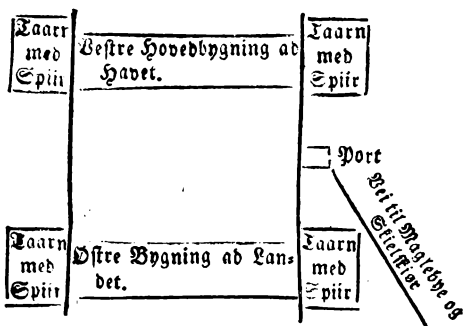 Taarn
med
Spiir
Vestre Hovedbygning ad
Havet.
Taarn
med
Spiir
Port
Vei til Maglebye og
Skielskiør
Taarn
med
Spiir
Østre Bygning ad Lan-
det.
Taarn
med
Spiir